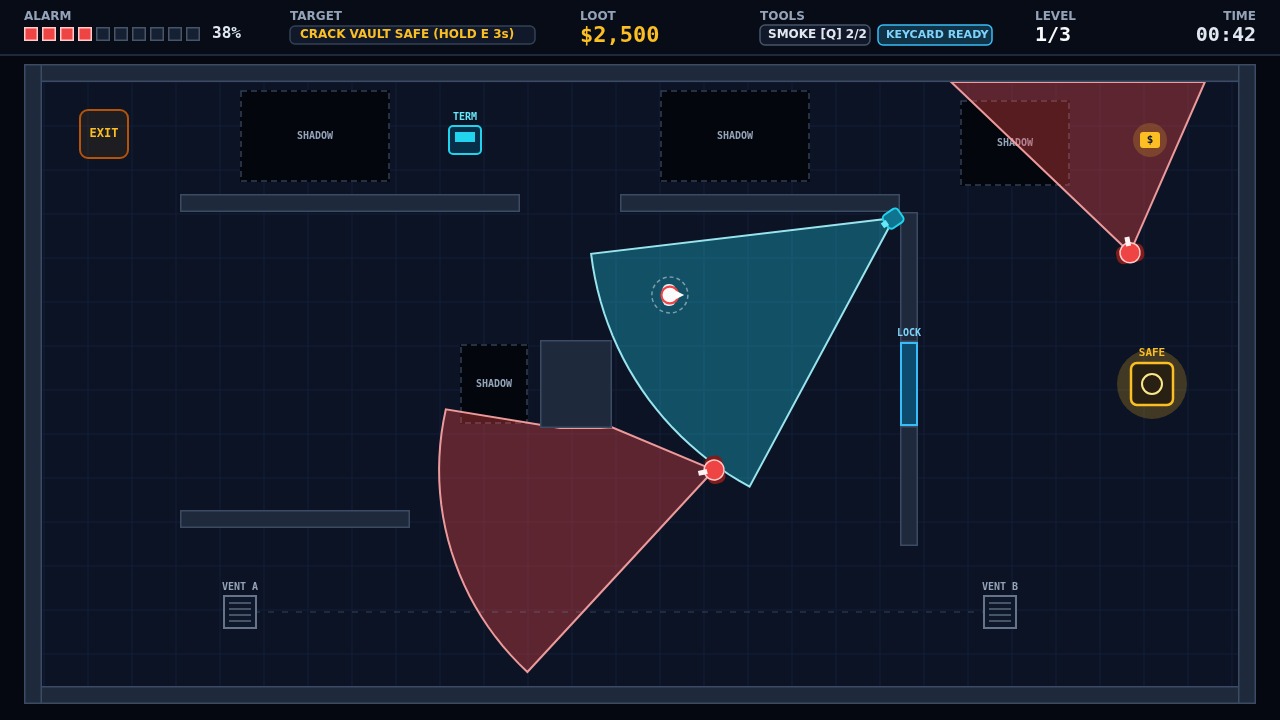 ALARM
38%
TARGET
CRACK VAULT SAFE (HOLD E 3s)
LOOT
$2,500
TOOLS
SMOKE [Q] 2/2
KEYCARD READY
LEVEL
1/3
TIME
00:42
EXIT
SHADOW
TERM
SHADOW
SHADOW
$
LOCK
SAFE
SHADOW
VENT A
VENT B